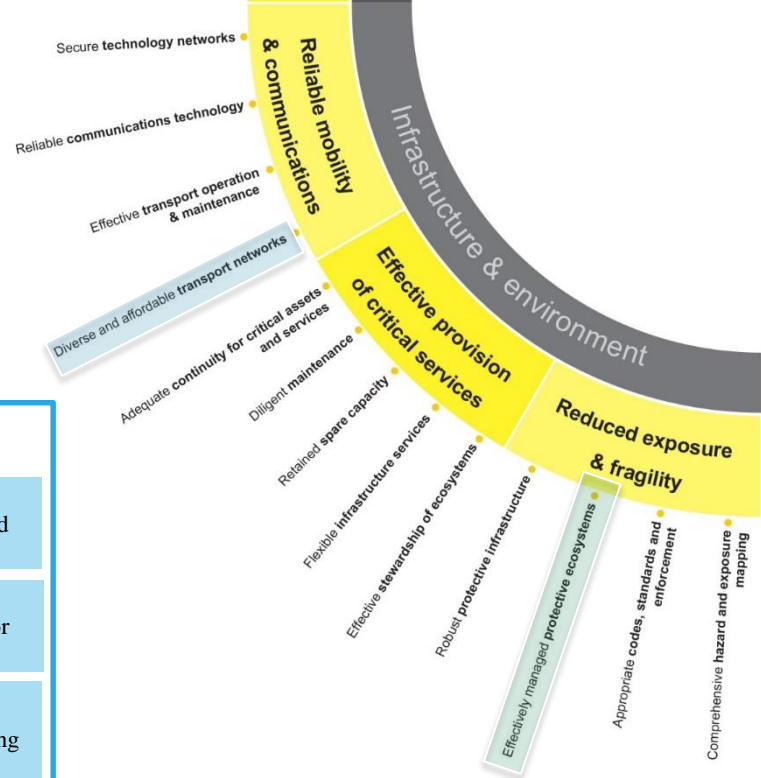 Infrastructure & environment
Reliable mobility
& communications
Secure technology networks
Reliable communications technology
Effective transport operation
& maintenance
Diverse and affordable transport networks
Effective provision
of critical services
Adequate continuity for critical assets
and services
Diligent maintenance
Retained spare capacity
Flexible infrastructure services
Effective stewardship of ecosystems
Reduced exposure
& fragility
Robust protective infrastructure
Effectively managed protective ecosystems
Appropriate codes, standards and
enforcement
Comprehensive hazard and exposure
mapping